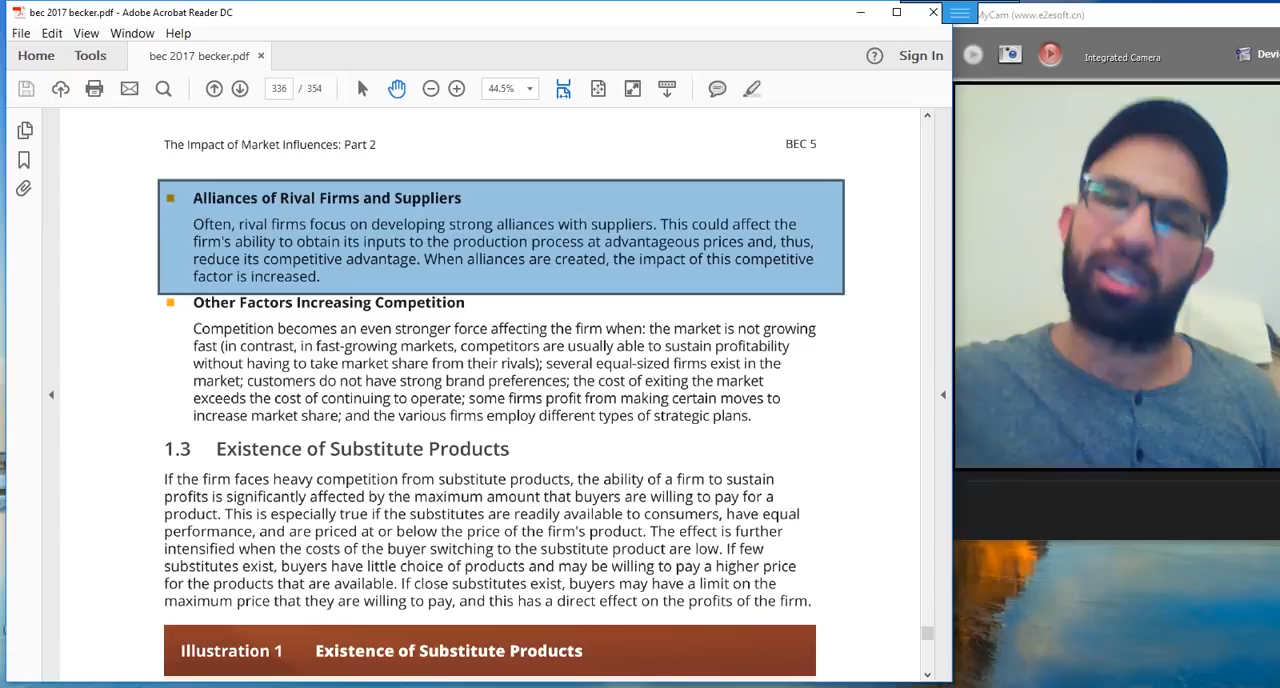 bec 2017 becker.pdf - Adobe Acrobat Reader DC
File Edit View Window Help
Home Tools bec 2017 becker.pdf × Sign In
336 / 354 44.5%
The Impact of Market Influences: Part 2 BEC 5
Alliances of Rival Firms and Suppliers
Often, rival firms focus on developing strong alliances with suppliers. This could affect the
firm's ability to obtain its inputs to the production process at advantageous prices and, thus,
reduce its competitive advantage. When alliances are created, the impact of this competitive
factor is increased.
Other Factors Increasing Competition
Competition becomes an even stronger force affecting the firm when: the market is not growing
fast (in contrast, in fast-growing markets, competitors are usually able to sustain profitability
without having to take market share from their rivals); several equal-sized firms exist in the
market; customers do not have strong brand preferences; the cost of exiting the market
exceeds the cost of continuing to operate; some firms profit from making certain moves to
increase market share; and the various firms employ different types of strategic plans.
1.3 Existence of Substitute Products
If the firm faces heavy competition from substitute products, the ability of a firm to sustain
profits is significantly affected by the maximum amount that buyers are willing to pay for a
product. This is especially true if the substitutes are readily available to consumers, have equal
performance, and are priced at or below the price of the firm's product. The effect is further
intensified when the costs of the buyer switching to the substitute product are low. If few
substitutes exist, buyers have little choice of products and may be willing to pay a higher price
for the products that are available. If close substitutes exist, buyers may have a limit on the
maximum price that they are willing to pay, and this has a direct effect on the profits of the firm.
Illustration 1 Existence of Substitute Products
MyCam (www.e2esoft.cn)
Integrated Camera Devi